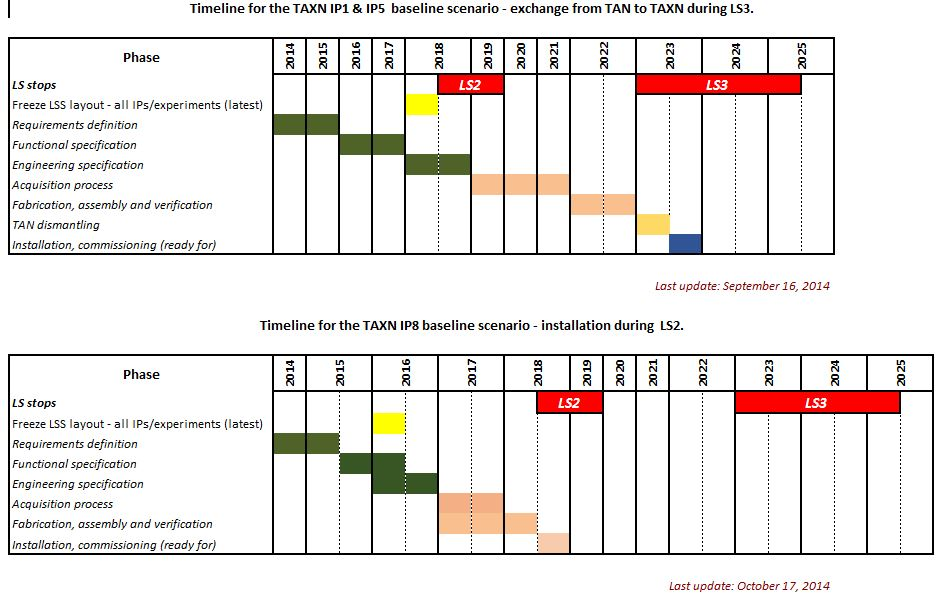 Timeline for the TAXN IP1 & IP5 baseline scenario - exchange from TAN to TAXN during LS3.
Phase 2014 2015 2016 2017 2018 2019 2020 2021 2022 2023 2024 2025
LS stops LS2 LS3
Freeze LSS layout - all IPs/experiments (latest)
Requirements definition
Functional specification
Engineering specification
Acquisition process
Fabrication, assembly and verification
TAN dismantling
Installation, commissioning (ready for)
Last update: September 16, 2014
Timeline for the TAXN IP8 baseline scenario - installation during LS2.
Phase 2014 2015 2016 2017 2018 2019 2020 2021 2022 2023 2024 2025
LS stops LS2 LS3
Freeze LSS layout - all IPs/experiments (latest)
Requirements definition
Functional specification
Engineering specification
Acquisition process
Fabrication, assembly and verification
Installation, commissioning (ready for)
Last update: October 17, 2014